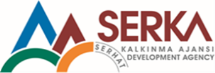 SERKA
SERHAT
KALKINMA AJANSI
DEVELOPMENT AGENCY